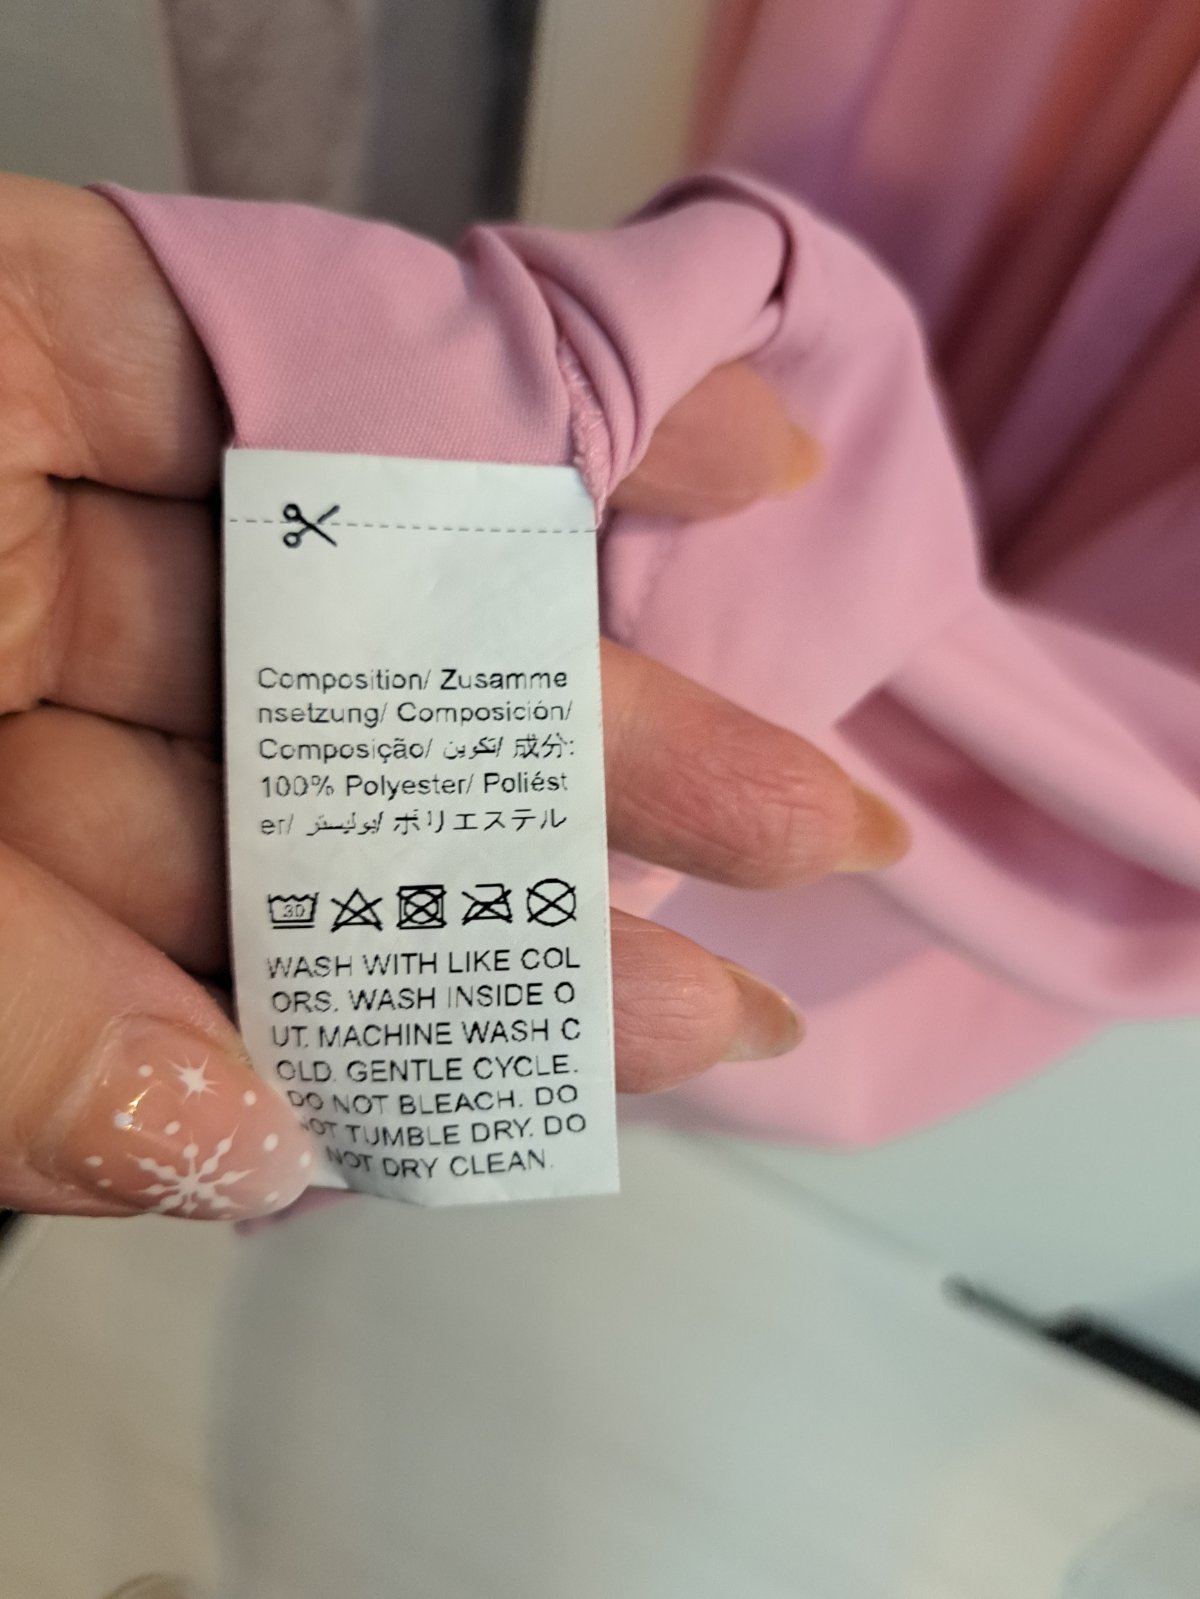 Composition/ Zusamme
nsetzung/ Composición/
Composição/ تكوين/ 成分:
100% Polyester/ Poliést
er/ بوليستر/ ポリエステル
30
WASH WITH LIKE COL
ORS. WASH INSIDE O
UT. MACHINE WASH C
OLD. GENTLE CYCLE.
DO NOT BLEACH. DO
NOT TUMBLE DRY. DO
NOT DRY CLEAN.